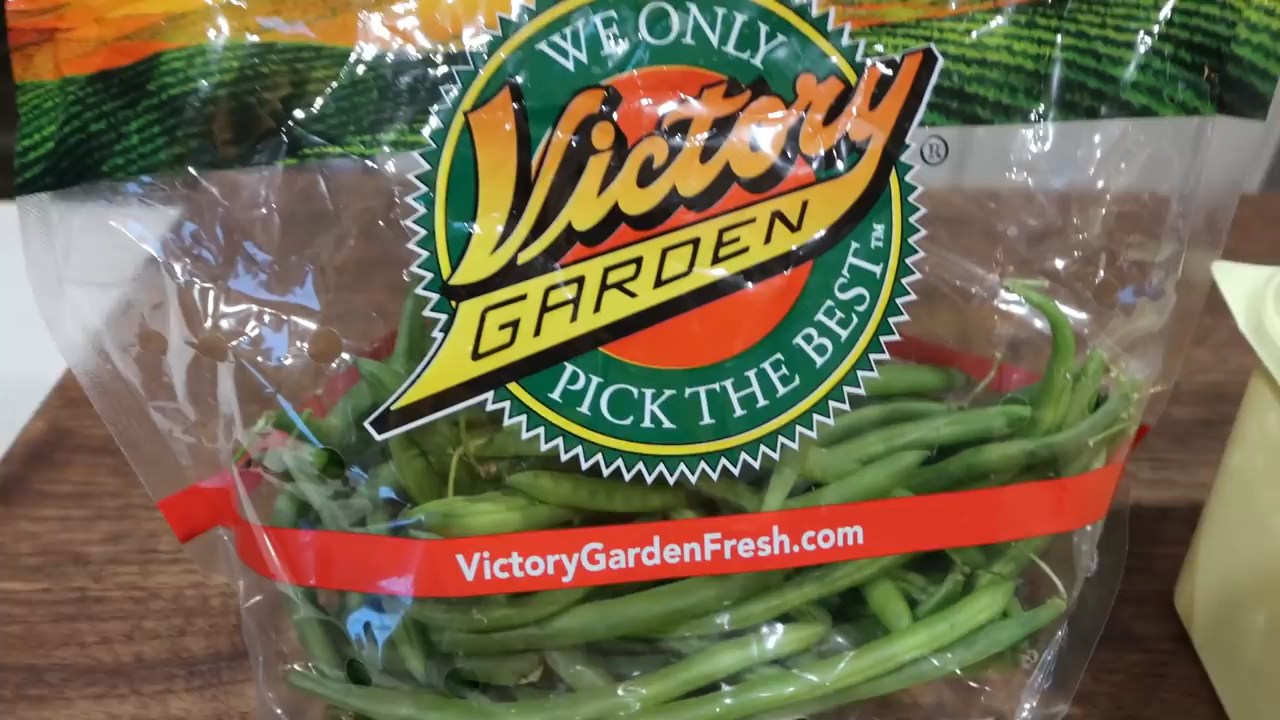 WE ONLY
Victory
GARDEN
®
PICK THE BEST™
VictoryGardenFresh.com